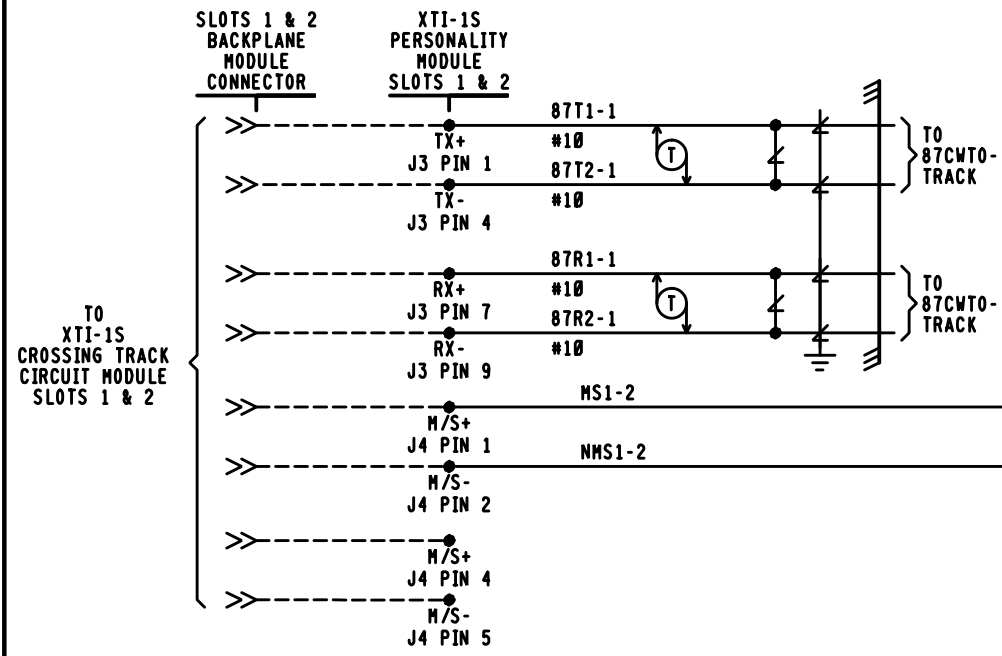 SLOTS 1 & 2
BACKPLANE
MODULE
CONNECTOR
XTI-1S
PERSONALITY
MODULE
SLOTS 1 & 2
87T1-1
TX+
#10
T
J3 PIN 1
87T2-1
TX-
#10
J3 PIN 4
TO
87CWTO-
TRACK
87R1-1
RX+
#10
T
J3 PIN 7
87R2-1
RX-
#10
J3 PIN 9
TO
87CWTO-
TRACK
TO
XTI-1S
CROSSING TRACK
CIRCUIT MODULE
SLOTS 1 & 2
MS1-2
M/S+
J4 PIN 1
NMS1-2
M/S-
J4 PIN 2
M/S+
J4 PIN 4
M/S-
J4 PIN 5